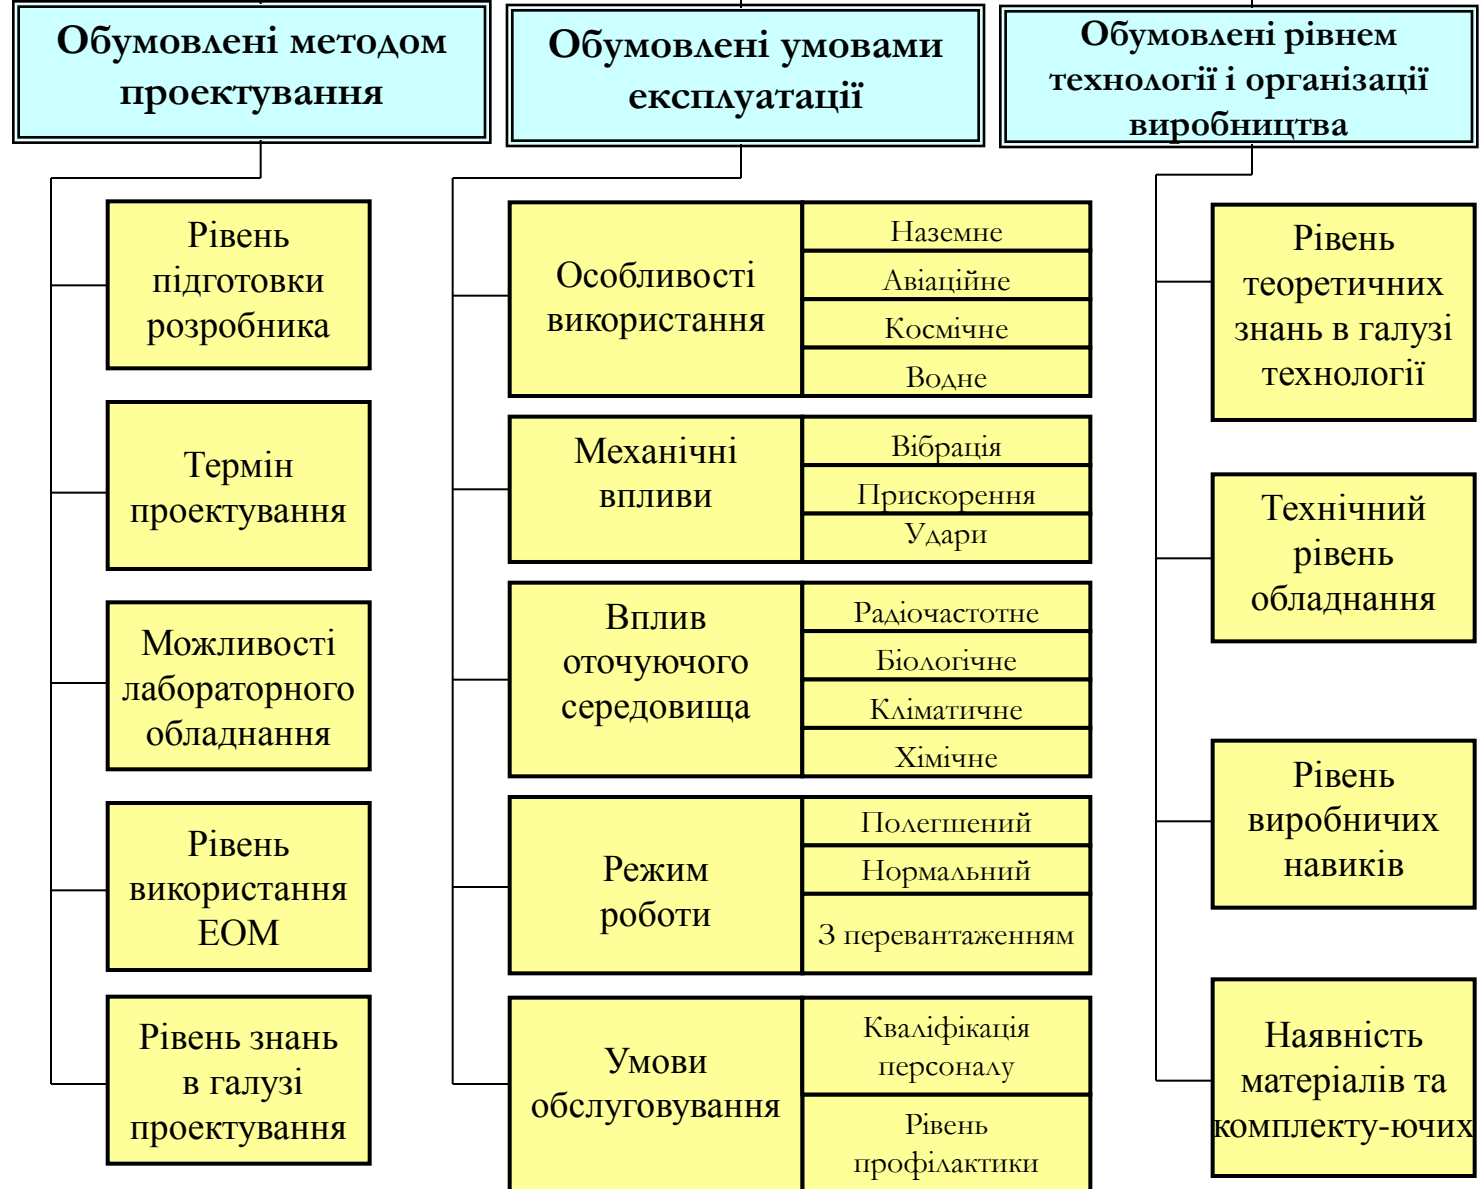 Обумовлені методом
проектування
Рівень
підготовки
розробника
Термін
проектування
Можливості
лабораторного
обладнання
Рівень
використання
ЕОМ
Рівень знань
в галузі
проектування
Обумовлені умовами
експлуатації
Особливості
використання
Наземне
Авіаційне
Космічне
Водне
Механічні
впливи
Вібрація
Прискорення
Удари
Вплив
оточуючого
середовища
Радіочастотне
Біологічне
Кліматичне
Хімічне
Режим
роботи
Полегшений
Нормальний
З перевантаженням
Умови
обслуговування
Кваліфікація
персоналу
Рівень
профілактики
Обумовлені рівнем
технології і організації
виробництва
Рівень
теоретичних
знань в галузі
технології
Технічний
рівень
обладнання
Рівень
виробничих
навиків
Наявність
матеріалів та
комплекту-ючих